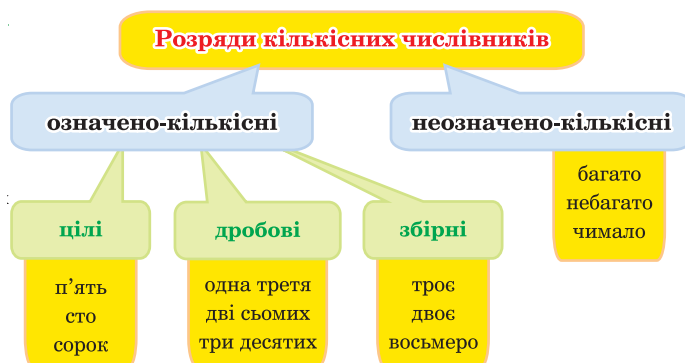 Розряди кількісних числівників
означено-кількісні
неозначено-кількісні
багато
небагато
чимало
цілі
дробові
збірні
п’ять
сто
сорок
одна третя
дві сьомих
три десятих
троє
двоє
восьмеро